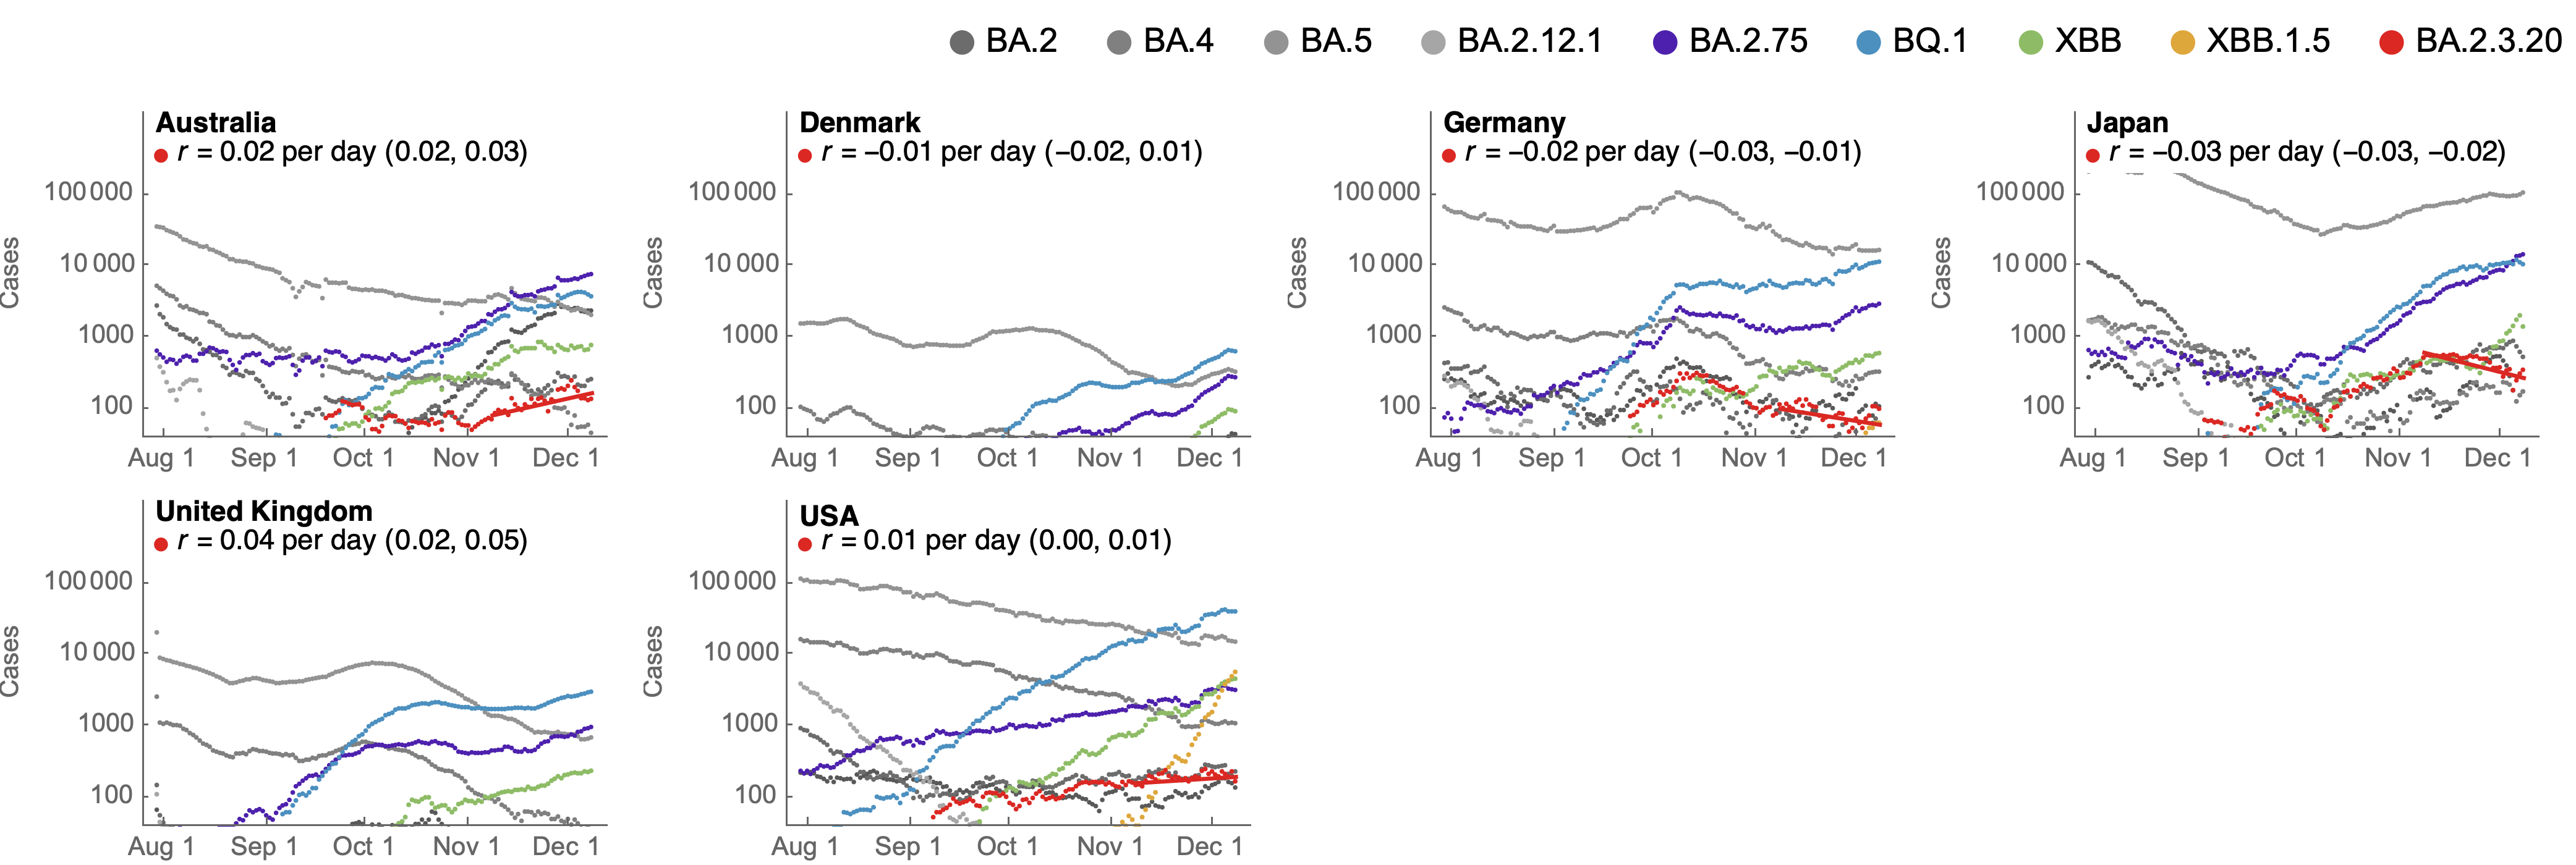 BA.2 BA.4 BA.5 BA.2.12.1 BA.2.75 BQ.1 XBB XBB.1.5 BA.2.3.20
Australia
r = 0.02 per day (0.02, 0.03)
100 000
10 000
1000
100
Cases
Aug 1 Sep 1 Oct 1 Nov 1 Dec 1
Denmark
r = −0.01 per day (−0.02, 0.01)
100 000
10 000
1000
100
Cases
Aug 1 Sep 1 Oct 1 Nov 1 Dec 1
Germany
r = −0.02 per day (−0.03, −0.01)
100 000
10 000
1000
100
Cases
Aug 1 Sep 1 Oct 1 Nov 1 Dec 1
Japan
r = −0.03 per day (−0.03, −0.02)
100 000
10 000
1000
100
Cases
Aug 1 Sep 1 Oct 1 Nov 1 Dec 1
United Kingdom
r = 0.04 per day (0.02, 0.05)
100 000
10 000
1000
100
Cases
Aug 1 Sep 1 Oct 1 Nov 1 Dec 1
USA
r = 0.01 per day (0.00, 0.01)
100 000
10 000
1000
100
Cases
Aug 1 Sep 1 Oct 1 Nov 1 Dec 1